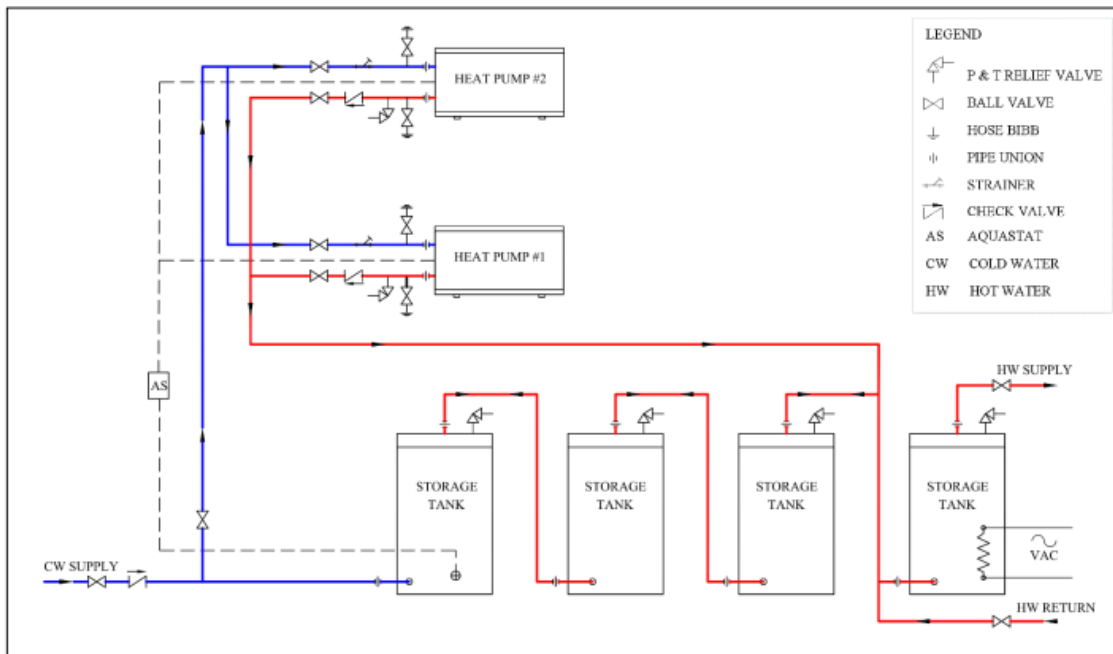 LEGEND
P & T RELIEF VALVE
BALL VALVE
HOSE BIBB
PIPE UNION
STRAINER
CHECK VALVE
AS AQUASTAT
CW COLD WATER
HW HOT WATER
HEAT PUMP #2
HEAT PUMP #1
AS
HW SUPPLY
STORAGE
TANK
STORAGE
TANK
STORAGE
TANK
STORAGE
TANK
VAC
CW SUPPLY
HW RETURN